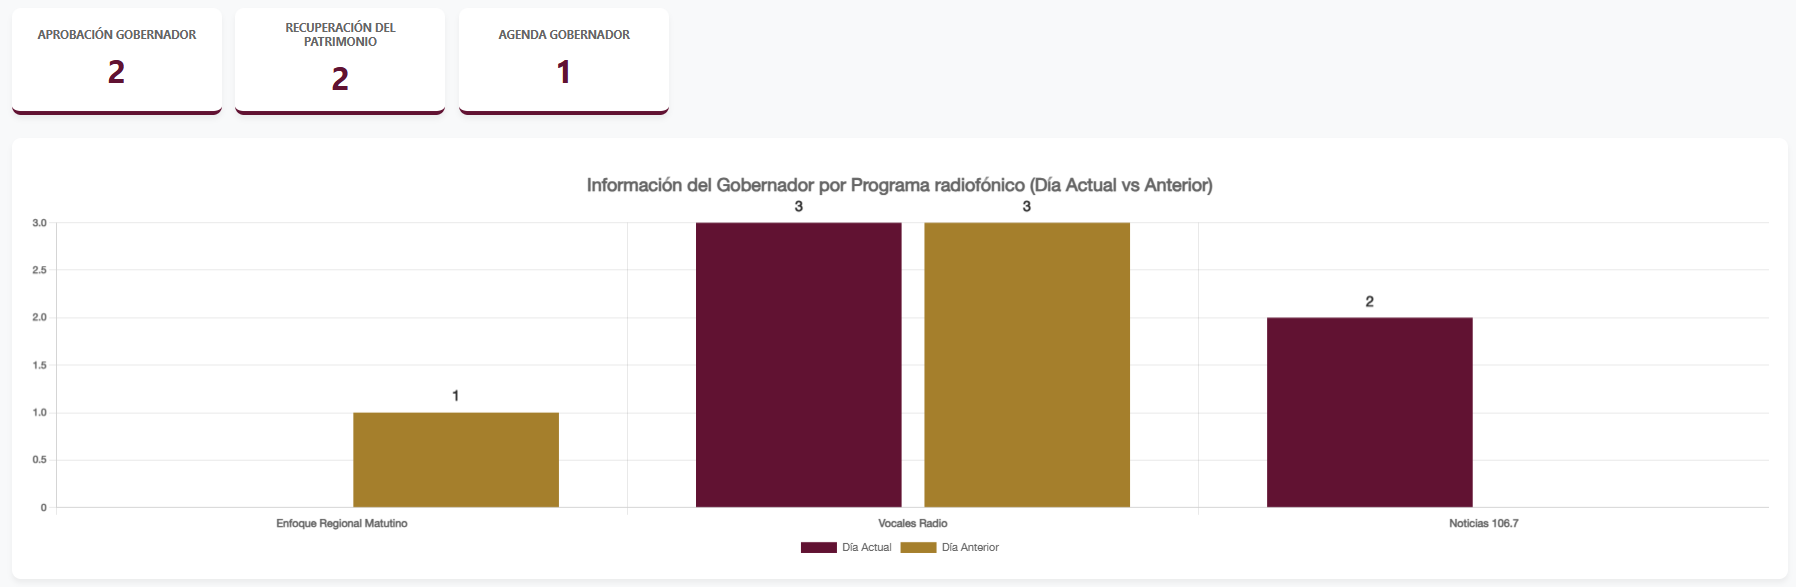 APROBACIÓN GOBERNADOR
2
RECUPERACIÓN DEL
PATRIMONIO
2
AGENDA GOBERNADOR
1
Información del Gobernador por Programa radiofónico (Día Actual vs Anterior)
3.0
2.5
2.0
1.5
1.0
0.5
0
1
3
3
2
Enfoque Regional Matutino
Vocales Radio
Noticias 106.7
Día Actual
Día Anterior